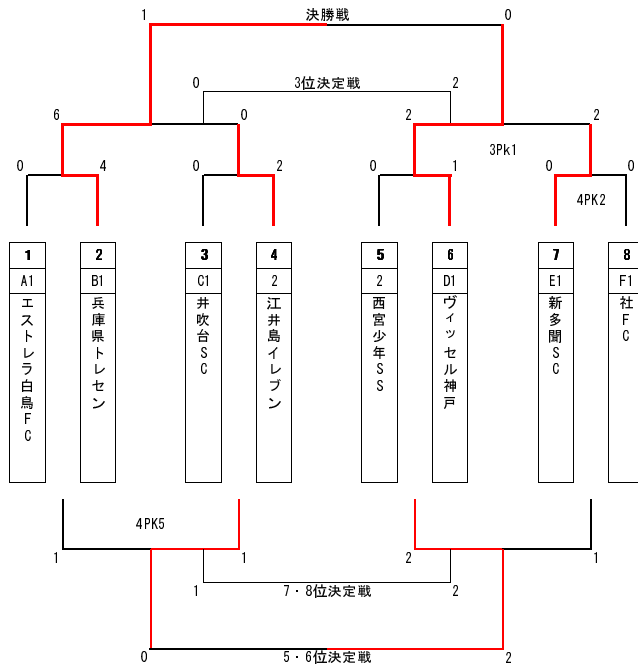 1 決勝戦 0
0 3位決定戦 2
6 0 2 2
3Pk1
0 4 0 2 0 1 0 0
4PK2
1 2 3 4 5 6 7 8
A1 B1 C1 2 2 D1 E1 F1
エストレラ白鳥FC
兵庫県トレセン
井吹台SC
江井島イレブン
西宮少年SS
ヴィッセル神戸
新多聞SC
社FC
4PK5
1 1 2 1
1 7・8位決定戦 2
0 5・6位決定戦 2